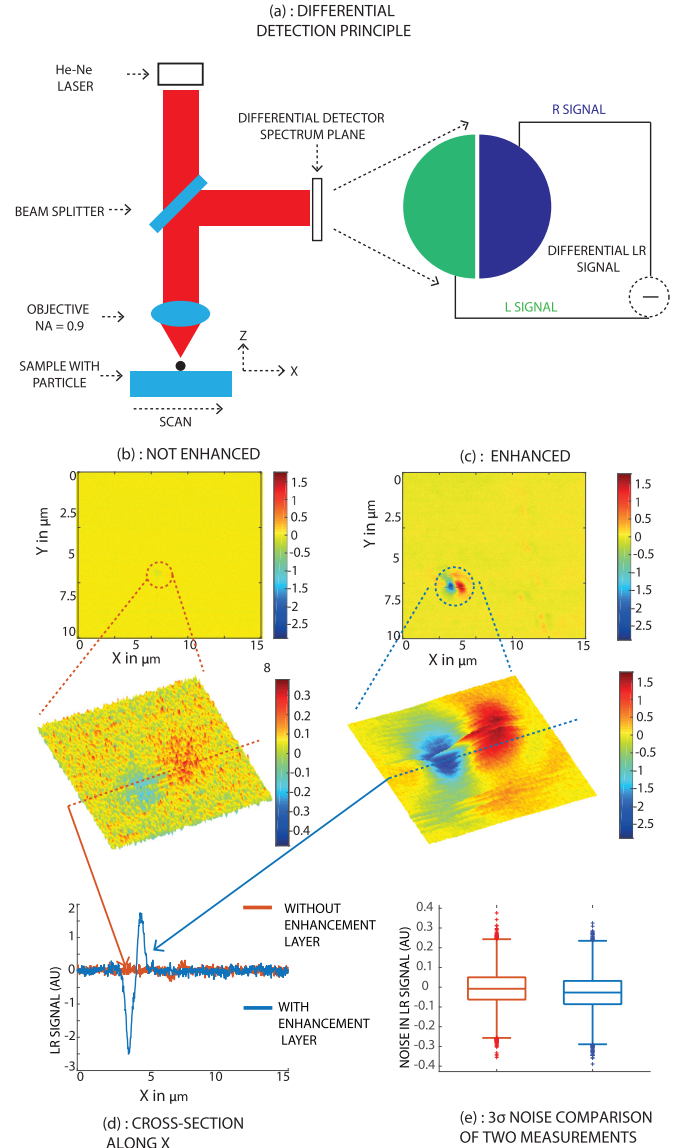 (a) : DIFFERENTIAL
DETECTION PRINCIPLE
He-Ne
LASER
DIFFERENTIAL DETECTOR
SPECTRUM PLANE
R SIGNAL
BEAM SPLITTER
DIFFERENTIAL LR
SIGNAL
OBJECTIVE
NA = 0.9
L SIGNAL
Z
X
SAMPLE WITH
PARTICLE
SCAN
(b) : NOT ENHANCED
0
2.5
5
7.5
10
Y in µm
0
5
10
15
X in µm
1.5
1
0.5
0
-0.5
1
-1.5
-2
-2.5
(c) : ENHANCED
0
2.5
5
7.5
10
Y in µm
0
5
10
15
X in µm
1.5
1
0.5
0
-0.5
-1
-1.5
-2
-2.5
8
0.3
0.2
0.1
0
-0.1
-0.2
-0.3
-0.4
1.5
1
0.5
0
-0.5
1
1.5
-2
-2.5
2
1
0
-1
-2
-3
LR SIGNAL (AU)
0
5
10
15
X in µm
WITHOUT
ENHANCEMENT
LAYER
WITH
ENHANCEMENT
LAYER
(d) : CROSS-SECTION
ALONG X
0.4
0.3
0.2
0.1
0
-0.1
-0.2
-0.3
-0.4
NOISE IN LR SIGNAL (AU)
(e) : 3σ NOISE COMPARISON
OF TWO MEASUREMENTS